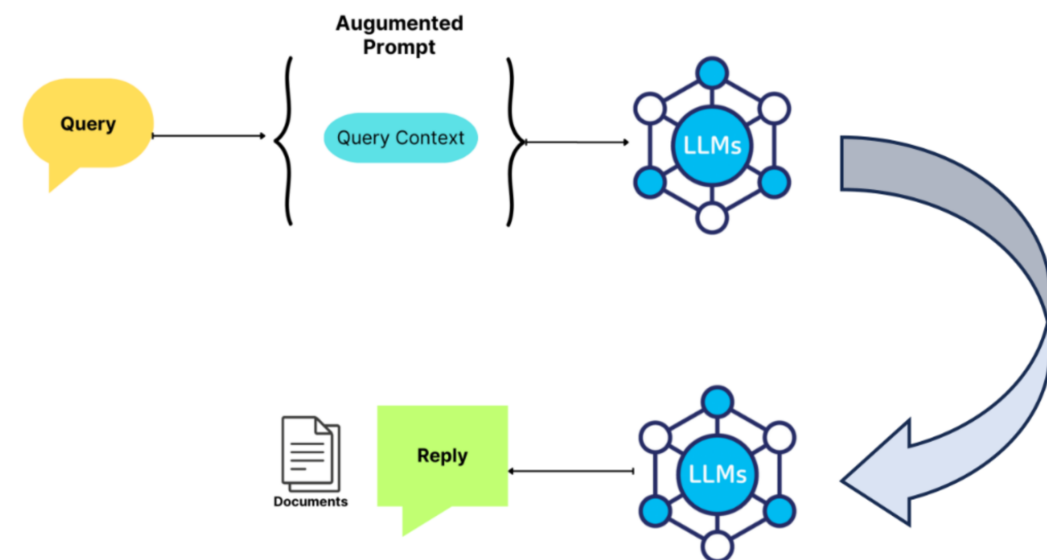 Augumented
Prompt
Query
Query Context
LLMs
Documents
Reply
LLMs